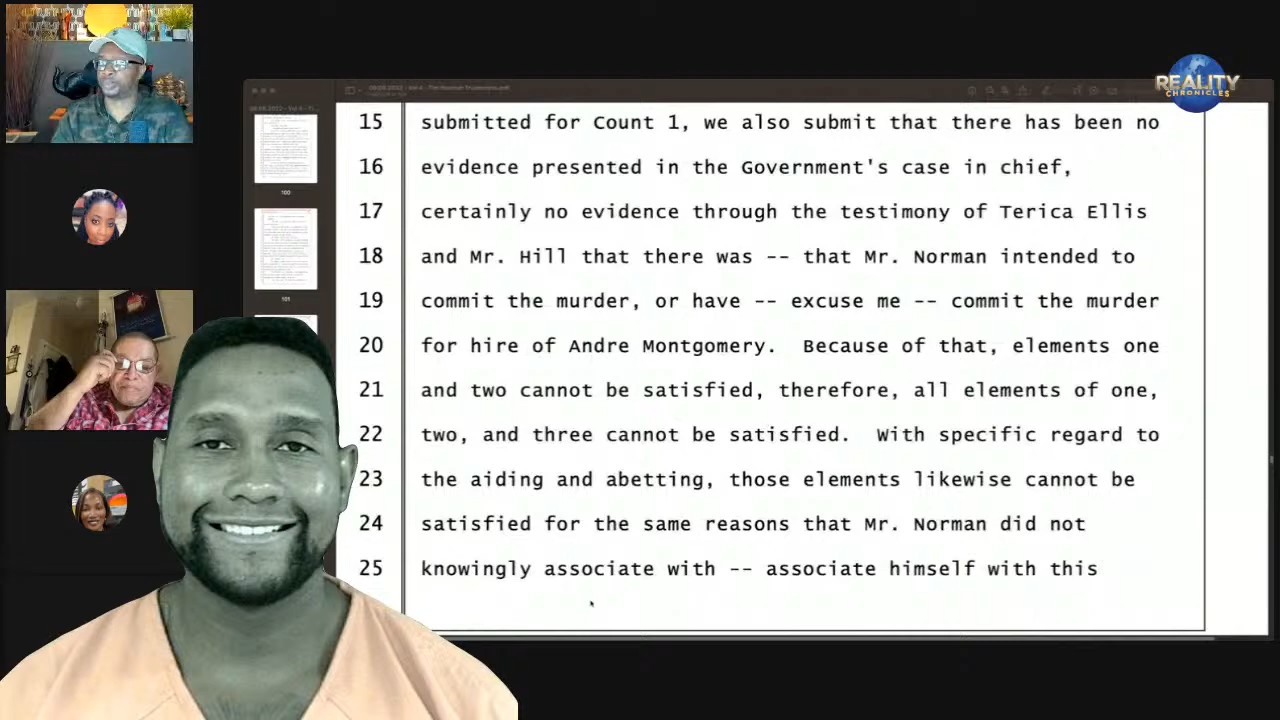 REALITY
CHRONICLES
100
101
15 submitted for Count 1, we also submit that there has been no
16 evidence presented in the Government's case in chief,
17 certainly no evidence through the testimony of Terica Ellis
18 and Mr. Hill that there was -- that Mr. Norman intended to
19 commit the murder, or have -- excuse me -- commit the murder
20 for hire of Andre Montgomery.  Because of that, elements one
21 and two cannot be satisfied, therefore, all elements of one,
22 two, and three cannot be satisfied.  With specific regard to
23 the aiding and abetting, those elements likewise cannot be
24 satisfied for the same reasons that Mr. Norman did not
25 knowingly associate with -- associate himself with this